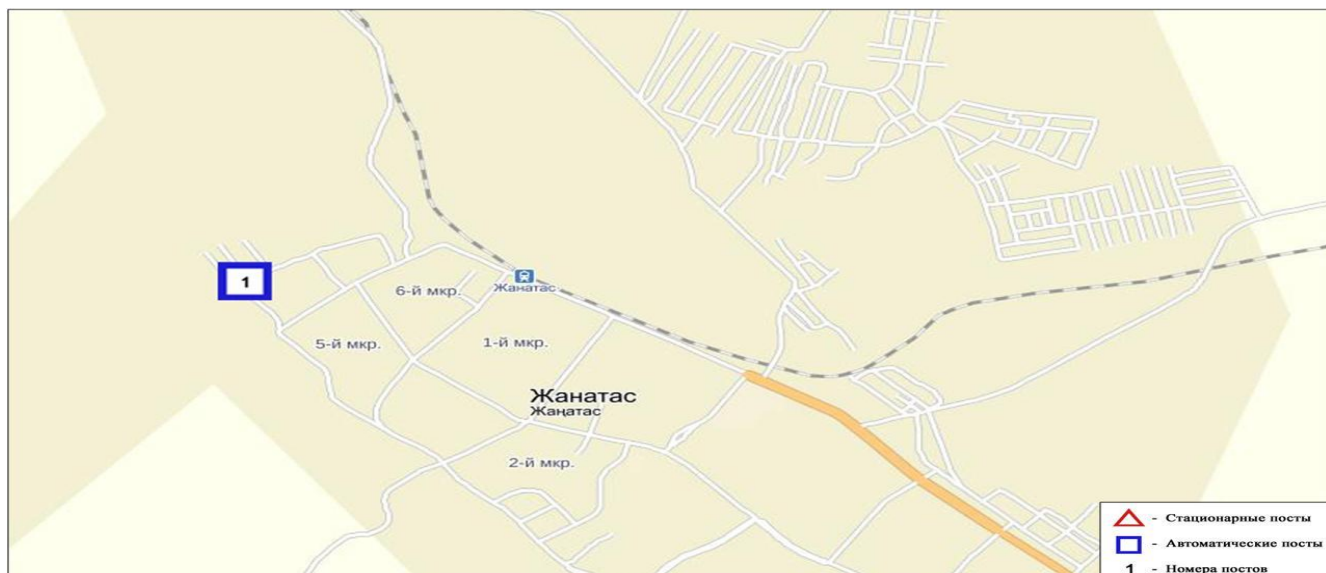 1
6-й мкр.
Жанатас
5-й мкр.
1-й мкр.
Жанатас
Жаңатас
2-й мкр.
- Стационарные посты
- Автоматические посты
1 - Номера постов